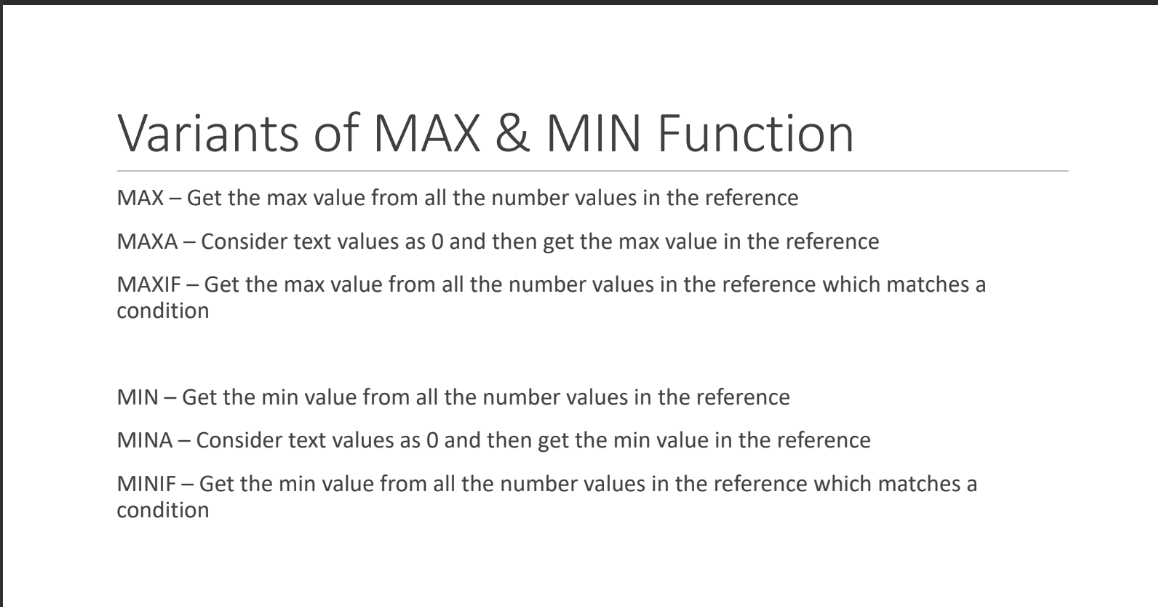 Variants of MAX & MIN Function
MAX – Get the max value from all the number values in the reference
MAXA – Consider text values as 0 and then get the max value in the reference
MAXIF – Get the max value from all the number values in the reference which matches a
condition
MIN – Get the min value from all the number values in the reference
MINA – Consider text values as 0 and then get the min value in the reference
MINIF – Get the min value from all the number values in the reference which matches a
condition